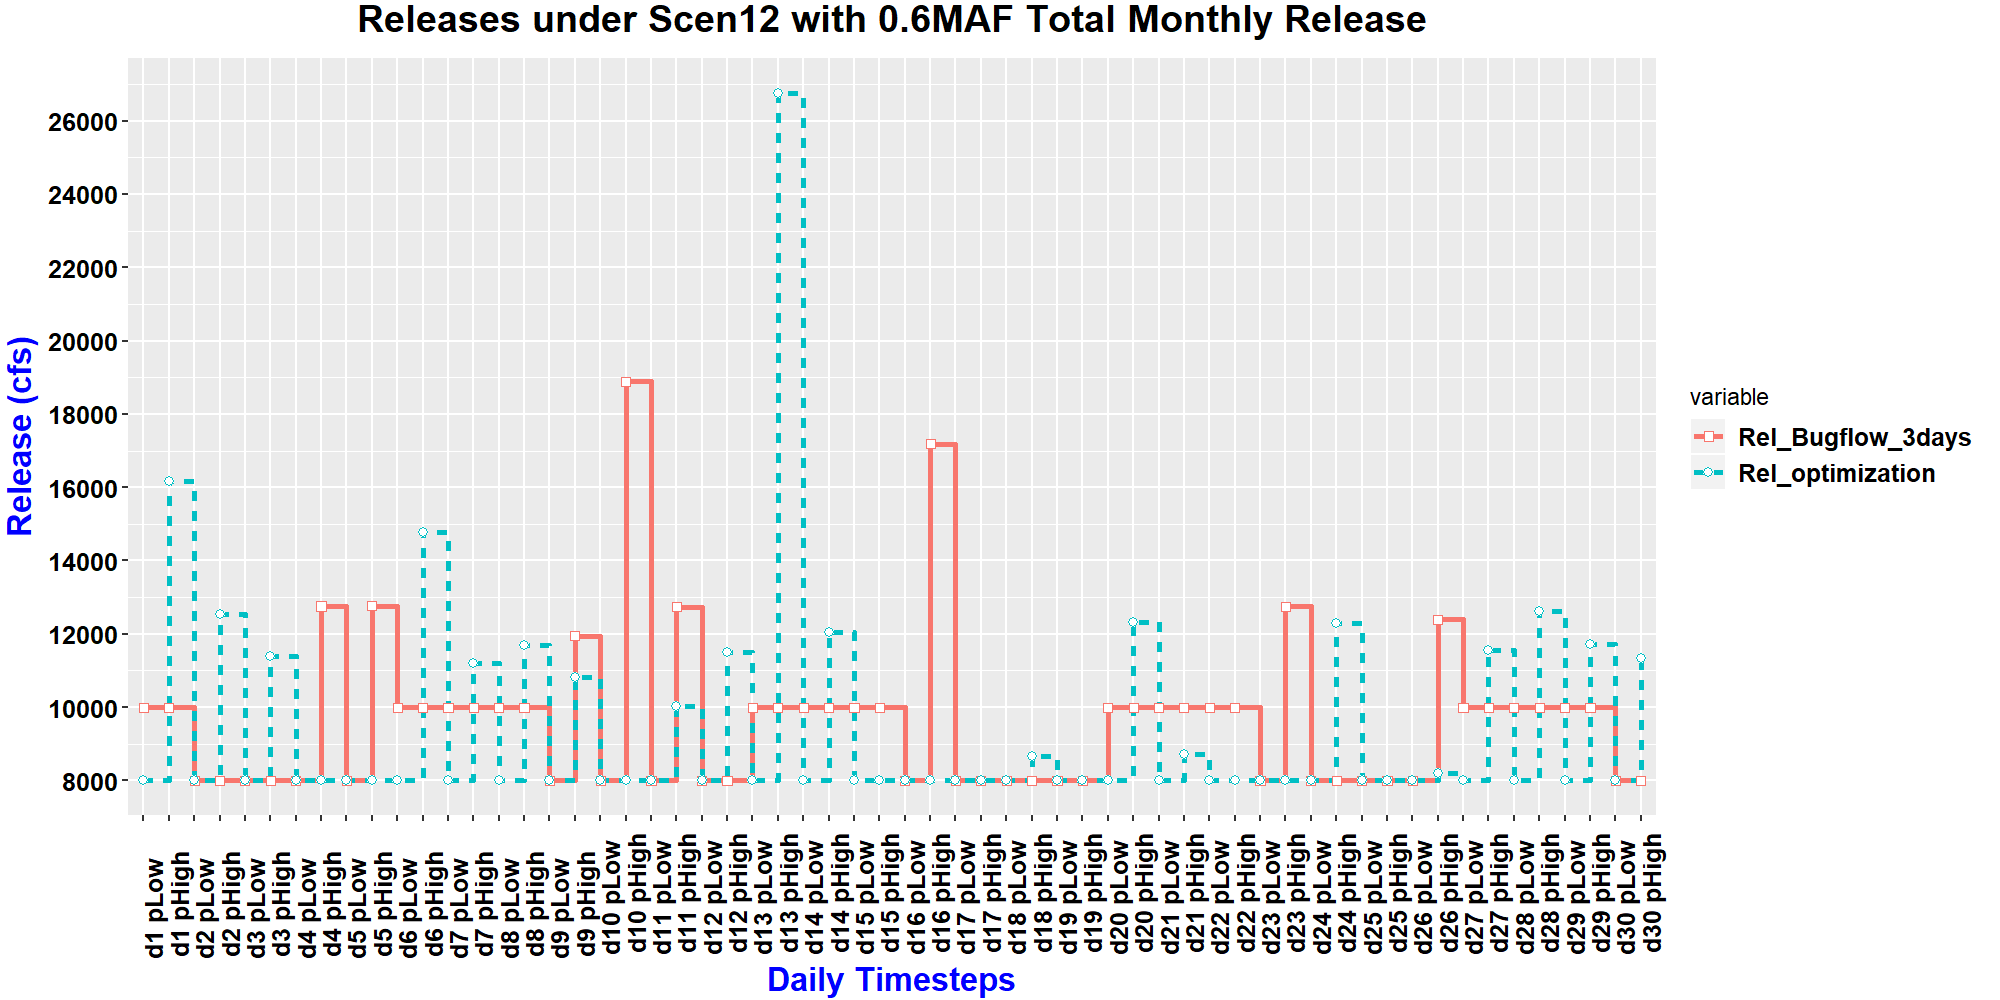 Releases under Scen12 with 0.6MAF Total Monthly Release
Release (cfs)
26000
24000
22000
20000
18000
16000
14000
12000
10000
8000
d1 pLow
d1 pHigh
d2 pLow
d2 pHigh
d3 pLow
d3 pHigh
d4 pLow
d4 pHigh
d5 pLow
d5 pHigh
d6 pLow
d6 pHigh
d7 pLow
d7 pHigh
d8 pLow
d8 pHigh
d9 pLow
d9 pHigh
d10 pLow
d10 pHigh
d11 pLow
d11 pHigh
d12 pLow
d12 pHigh
d13 pLow
d13 pHigh
d14 pLow
d14 pHigh
d15 pLow
d15 pHigh
d16 pLow
d16 pHigh
d17 pLow
d17 pHigh
d18 pLow
d18 pHigh
d19 pLow
d19 pHigh
d20 pLow
d20 pHigh
d21 pLow
d21 pHigh
d22 pLow
d22 pHigh
d23 pLow
d23 pHigh
d24 pLow
d24 pHigh
d25 pLow
d25 pHigh
d26 pLow
d26 pHigh
d27 pLow
d27 pHigh
d28 pLow
d28 pHigh
d29 pLow
d29 pHigh
d30 pLow
d30 pHigh
Daily Timesteps
variable
Rel_Bugflow_3days
Rel_optimization